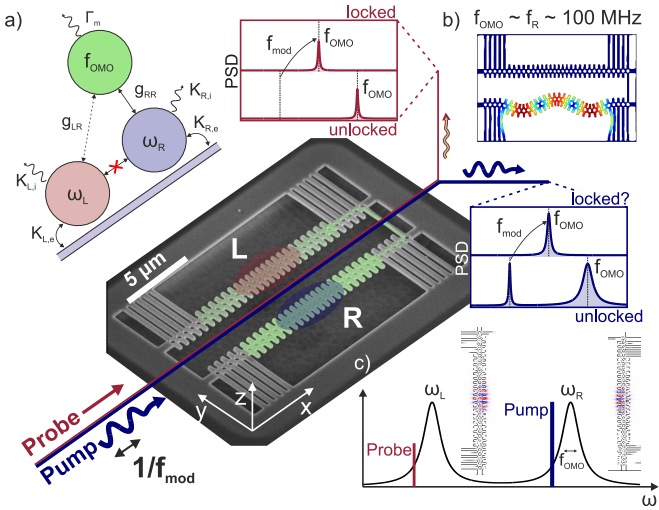 a)
Γm
fOMO
gRR
KR,i
gLR
KR,e
ωR
KL,i
ωL
KL,e
locked
fmod
fOMO
PSD
fOMO
unlocked
b) fOMO ~ fR ~ 100 MHz
locked?
fmod
fOMO
PSD
fOMO
unlocked
5 μm
L
R
z
y
x
Probe
Pump
1/fmod
c)
ωL
ωR
Pump
Probe
fOMO
ω